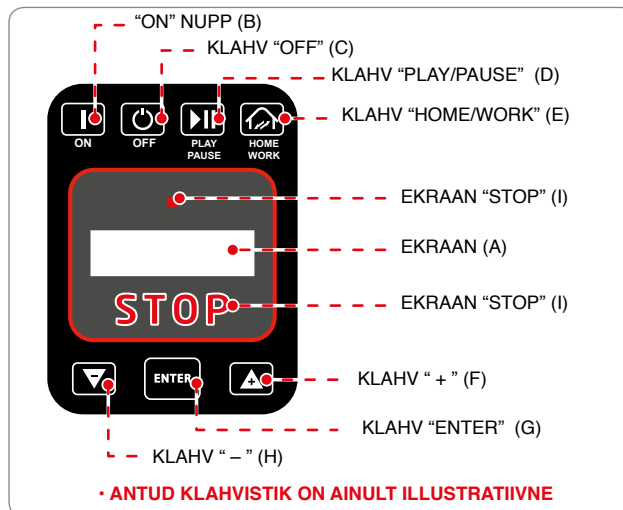 “ON” NUPP (B)
KLAHV “OFF” (C)
KLAHV “PLAY/PAUSE” (D)
KLAHV “HOME/WORK” (E)
ON
OFF
PLAY
PAUSE
HOME
WORK
EKRAAN “STOP” (I)
EKRAAN (A)
STOP
EKRAAN “STOP” (I)
ENTER
KLAHV “ + ” (F)
KLAHV “ENTER” (G)
KLAHV “ – ” (H)
• ANTUD KLAHVISTIK ON AINULT ILLUSTRATIIVNE